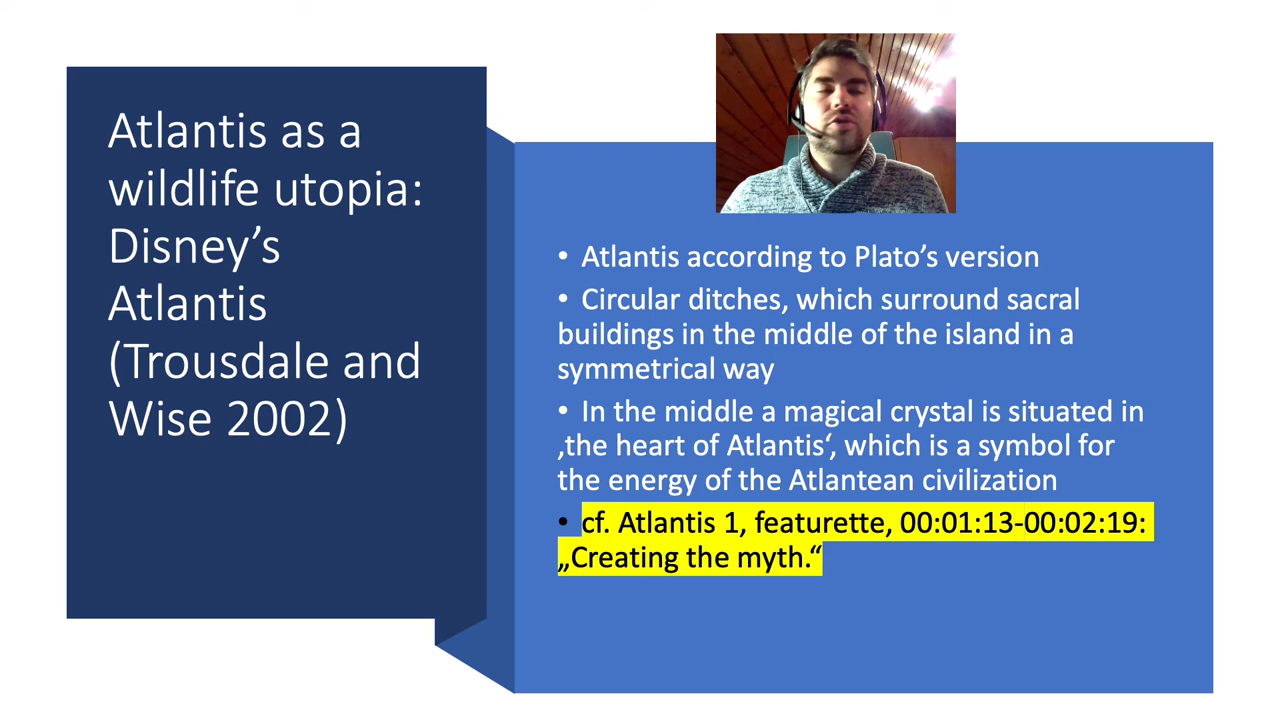 Atlantis as a
wildlife utopia:
Disney’s
Atlantis
(Trousdale and
Wise 2002)
• Atlantis according to Plato’s version
• Circular ditches, which surround sacral
buildings in the middle of the island in a
symmetrical way
• In the middle a magical crystal is situated in
‚the heart of Atlantis‘, which is a symbol for
the energy of the Atlantean civilization
• cf. Atlantis 1, featurette, 00:01:13-00:02:19:
„Creating the myth.“